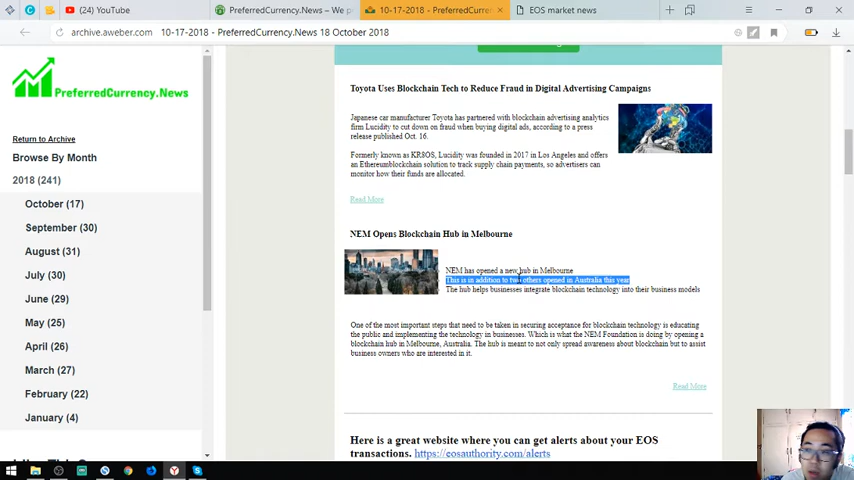 (24) YouTube
PreferredCurrency.News – We p
10-17-2018 - PreferredCurre
EOS market news
archive.aweber.com 10-17-2018 - PreferredCurrency.News 18 October 2018
PreferredCurrency.News
Return to Archive
Browse By Month
2018 (241)
October (17)
September (30)
August (31)
July (30)
June (29)
May (25)
April (26)
March (27)
February (22)
January (4)
Toyota Uses Blockchain Tech to Reduce Fraud in Digital Advertising Campaigns
Japanese car manufacturer Toyota has partnered with blockchain advertising analytics
firm Lucidity to cut down on fraud when buying digital ads, according to a press
release published Oct. 16.
Formerly known as KR8OS, Lucidity was founded in 2017 in Los Angeles and offers
an Ethereumblockchain solution to track supply chain payments, so advertisers can
monitor how their funds are allocated.
Read More
NEM Opens Blockchain Hub in Melbourne
NEM has opened a new hub in Melbourne
This is in addition to two others opened in Australia this year
The hub helps businesses integrate blockchain technology into their business models
One of the most important steps that need to be taken in securing acceptance for blockchain technology is educating
the public and implementing the technology in businesses. Which is what the NEM Foundation is doing by opening a
blockchain hub in Melbourne, Australia. The hub is meant to not only spread awareness about blockchain but to assist
business owners who are interested in it.
Read More
Here is a great website where you can get alerts about your EOS
transactions. https://eosauthority.com/alerts